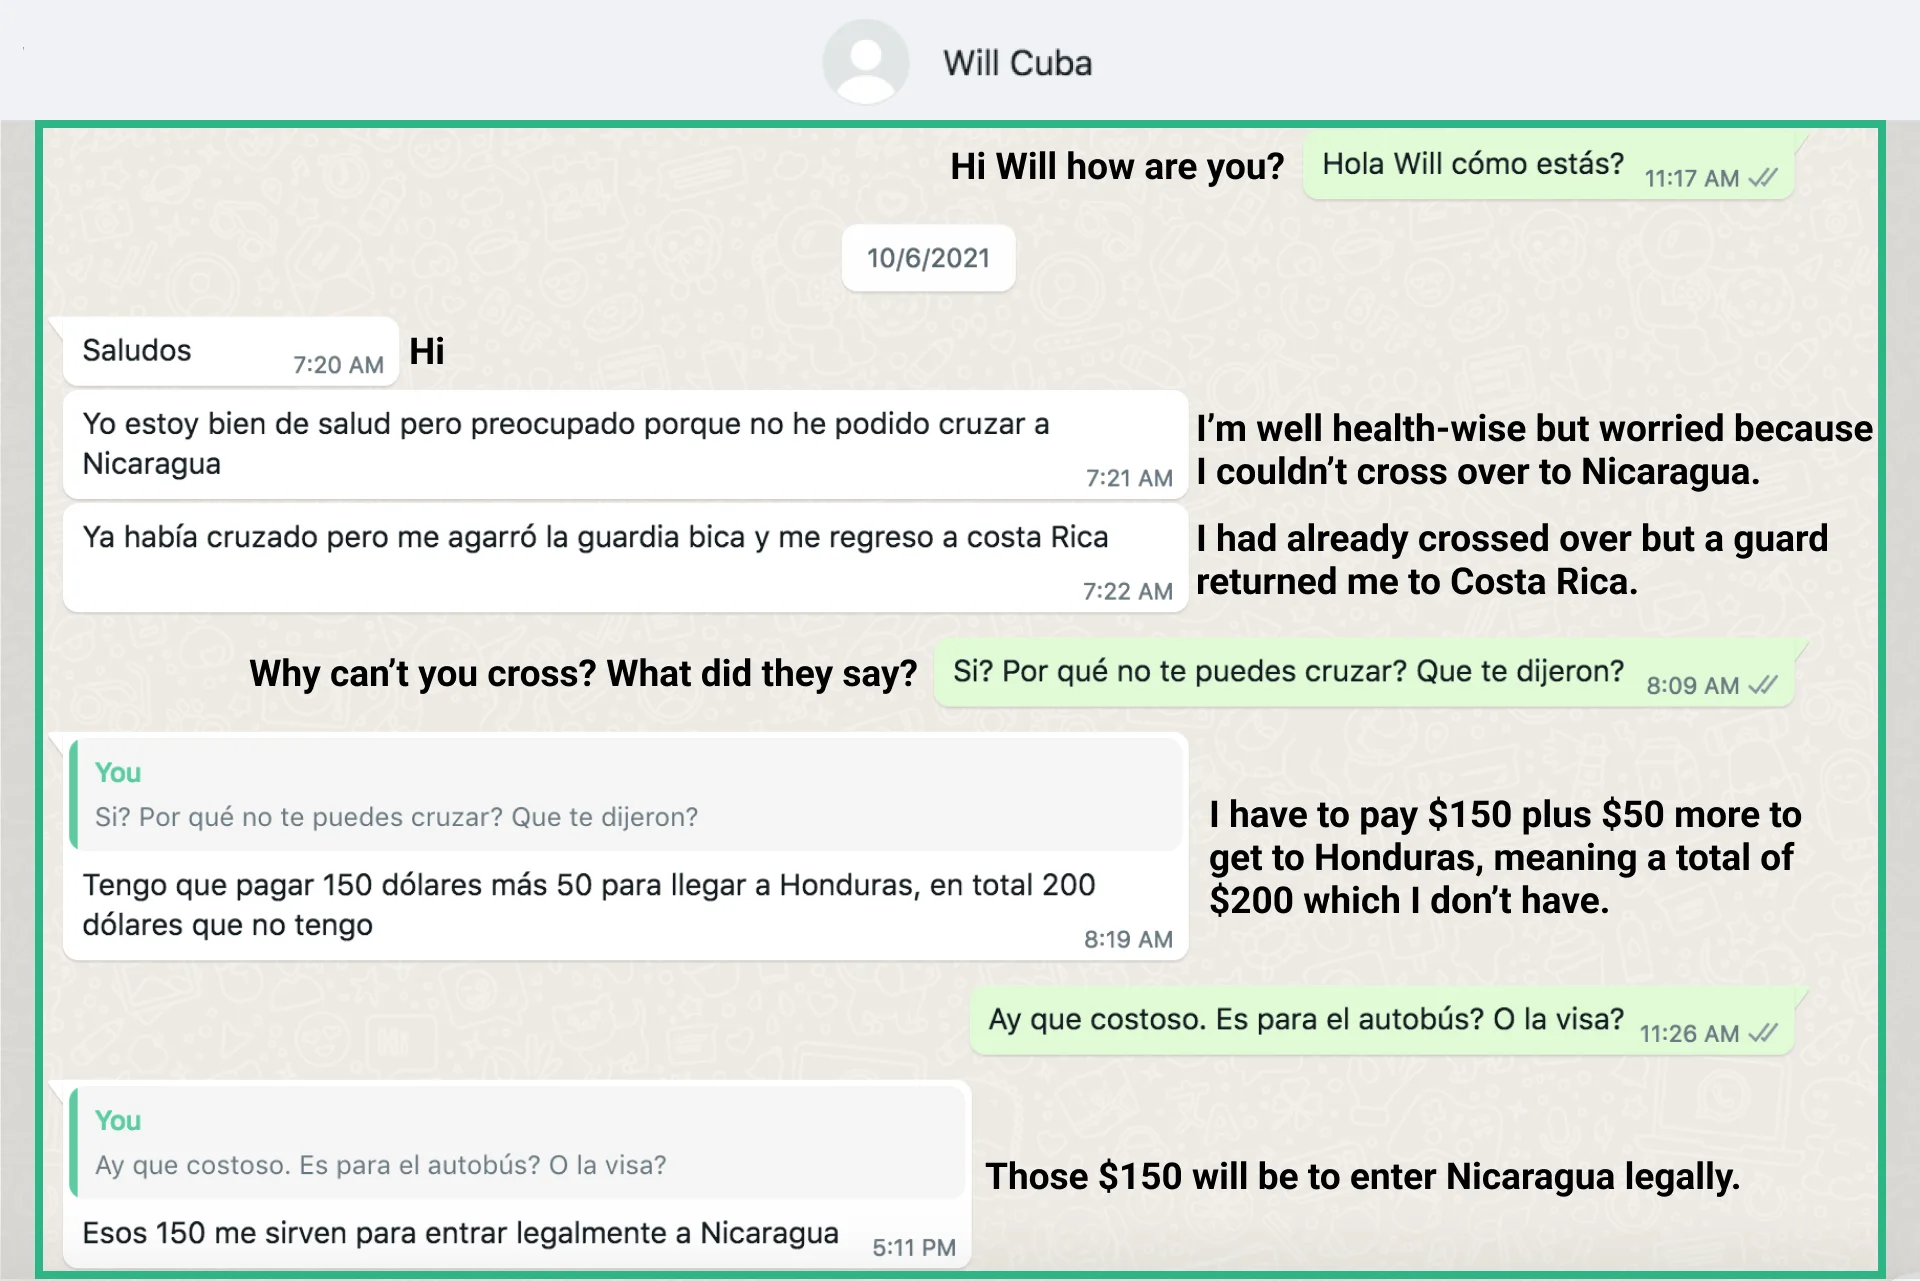 Will Cuba
Hi Will how are you?
Hola Will cómo estás?
11:17 AM
10/6/2021
Saludos
7:20 AM
Hi
Yo estoy bien de salud pero preocupado porque no he podido cruzar a
Nicaragua
7:21 AM
I'm well health-wise but worried because
I couldn't cross over to Nicaragua.
Ya había cruzado pero me agarró la guardia bica y me regreso a costa Rica
7:22 AM
I had already crossed over but a guard
returned me to Costa Rica.
Why can't you cross? What did they say?
Si? Por qué no te puedes cruzar? Que te dijeron?
8:09 AM
You
Si? Por qué no te puedes cruzar? Que te dijeron?
Tengo que pagar 150 dólares más 50 para llegar a Honduras, en total 200
dólares que no tengo
8:19 AM
I have to pay $150 plus $50 more to
get to Honduras, meaning a total of
$200 which I don't have.
Ay que costoso. Es para el autobús? O la visa?
11:26 AM
You
Ay que costoso. Es para el autobús? O la visa?
Esos 150 me sirven para entrar legalmente a Nicaragua
5:11 PM
Those $150 will be to enter Nicaragua legally.